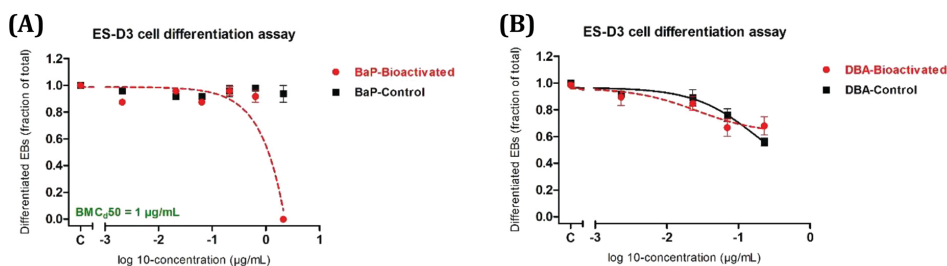 (A)
ES-D3 cell differentiation assay
Differentiated EBs (fraction of total)
1.2
1.0
0.8
0.6
0.4
0.2
0.0
BaP-Bioactivated
BaP-Control
BMCd50 = 1 µg/mL
C -3 -2 -1 0 1
log 10-concentration (µg/mL)
(B)
ES-D3 cell differentiation assay
Differentiated EBs (fraction of total)
1.2
1.0
0.8
0.6
0.4
0.2
0.0
DBA-Bioactivated
DBA-Control
C -3 -2 -1 0
log 10-concentration (µg/mL)